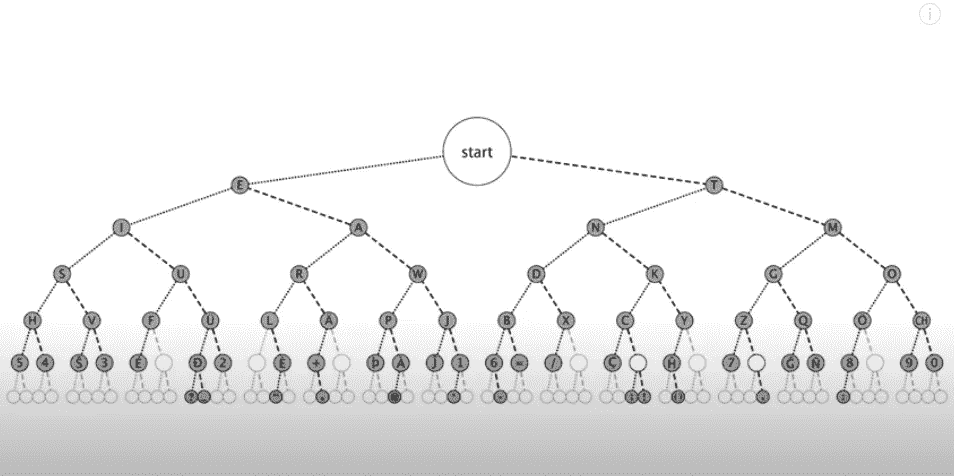 start
E T
I A N M
S U R W D K G O
H V F Ü L Ä P J B X C Y Z Q Ö CH
5 4 Ŝ 3 É Đ 2 È + Þ À Ĵ 1 6 = / Ç Ĥ 7 Ĝ Ñ 8 9 0
? @ ; ! () :